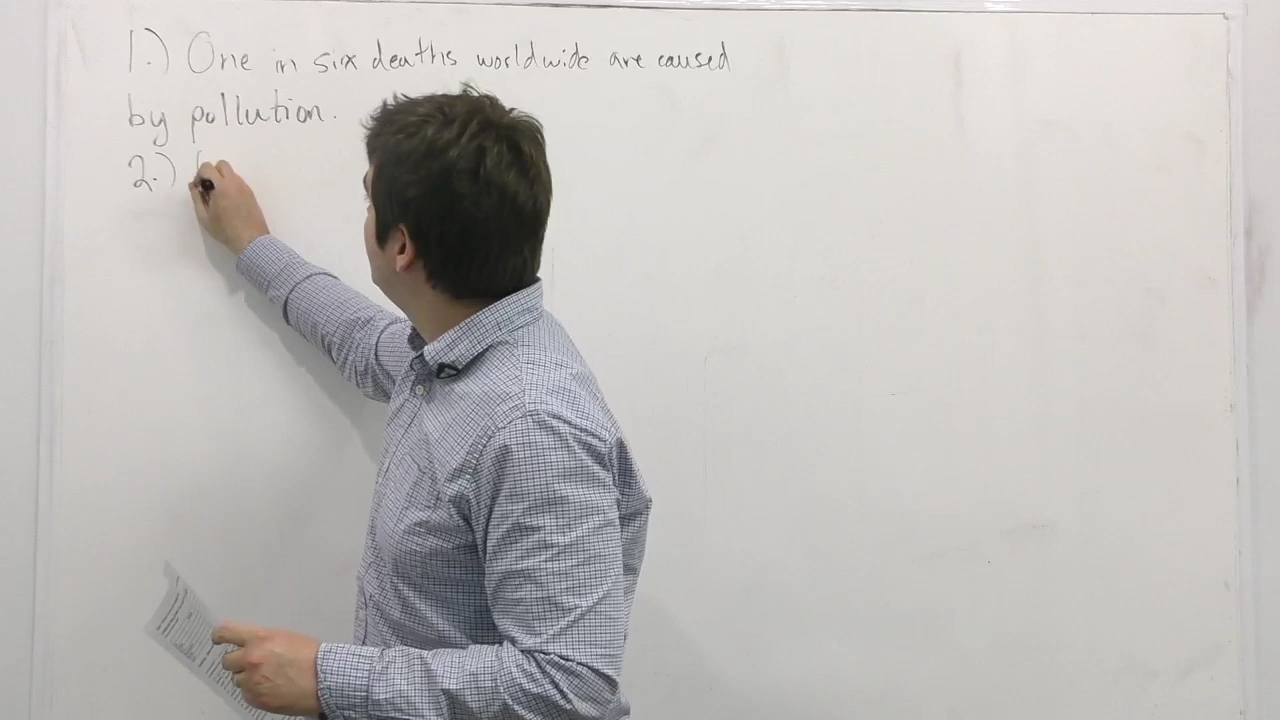 1.) One in six deaths worldwide are caused
by pollution.
2.)